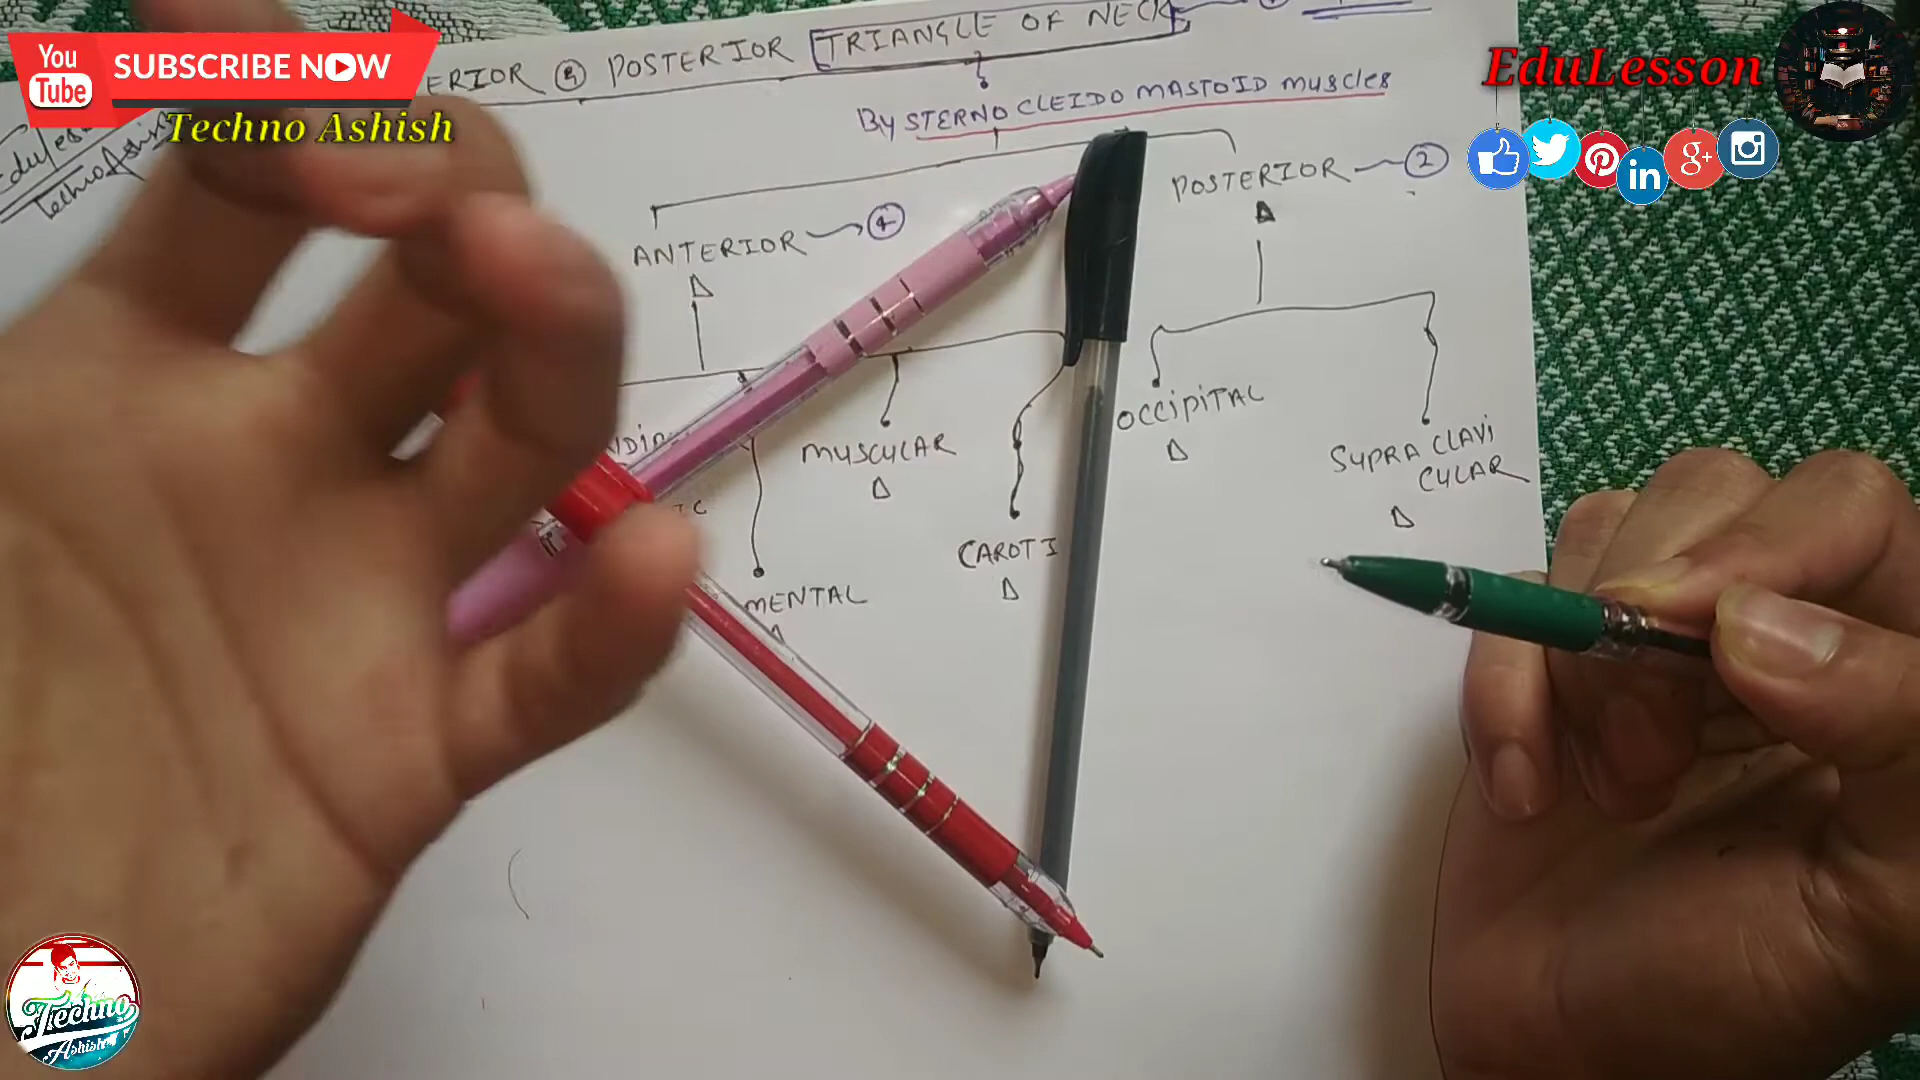 You
Tube
SUBSCRIBE NOW
Techno Ashish
ERIOR & POSTERIOR TRIANGLE OF NECK
By STERNO CLEIDO MASTOID muscles
EduLesson
ANTERIOR 4
POSTERIOR 2
MUSCULAR
OCCIPITAL
SUPRA CLAVI
CULAR
CAROTI
MENTAL
Techno
Ashish